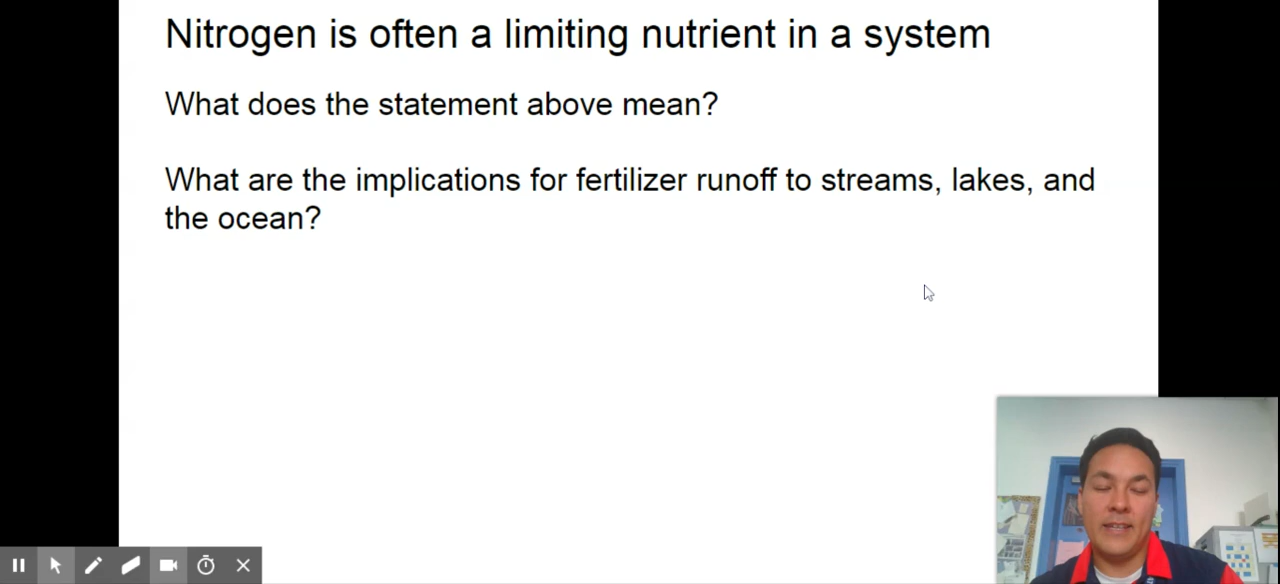 Nitrogen is often a limiting nutrient in a system
What does the statement above mean?
What are the implications for fertilizer runoff to streams, lakes, and
the ocean?